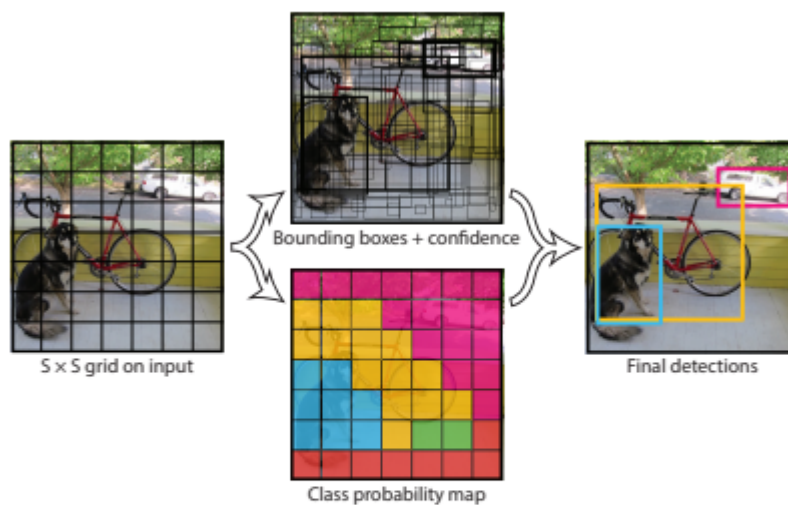 Bounding boxes + confidence
S × S grid on input
Final detections
Class probability map